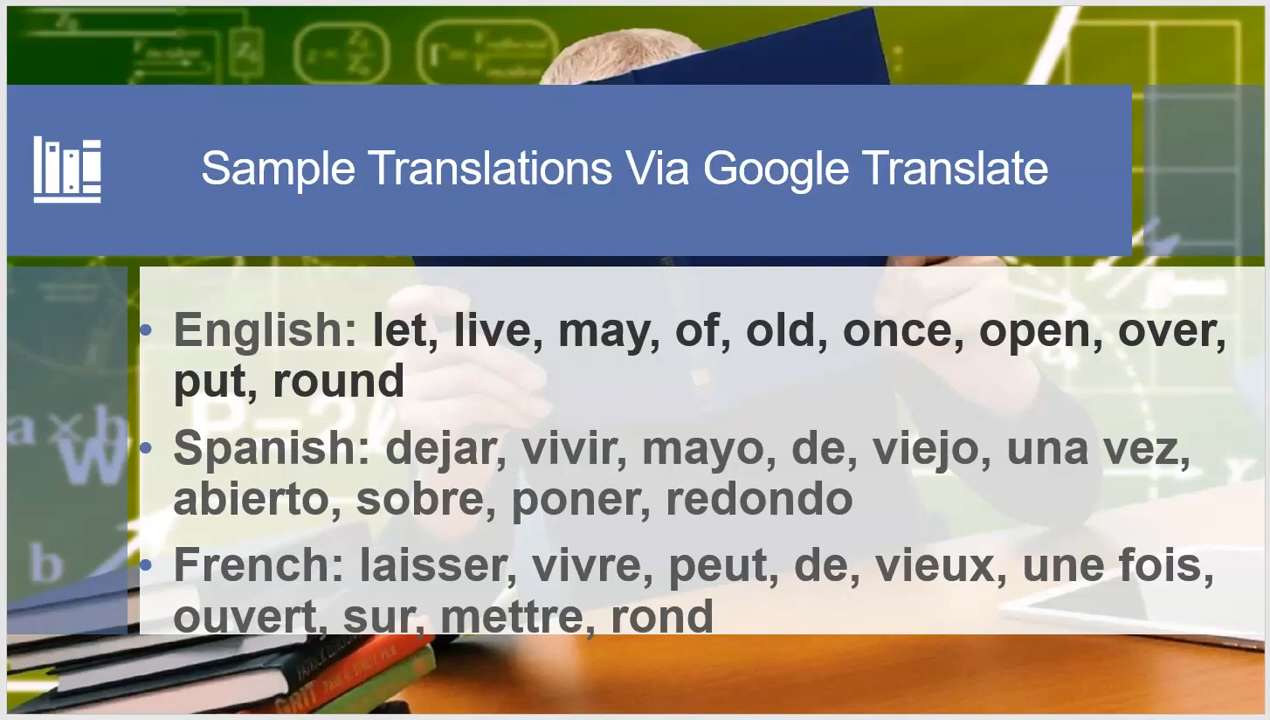 Sample Translations Via Google Translate
• English: let, live, may, of, old, once, open, over,
put, round
• Spanish: dejar, vivir, mayo, de, viejo, una vez,
abierto, sobre, poner, redondo
• French: laisser, vivre, peut, de, vieux, une fois,
ouvert, sur, mettre, rond
a×b
W
b
GRIT